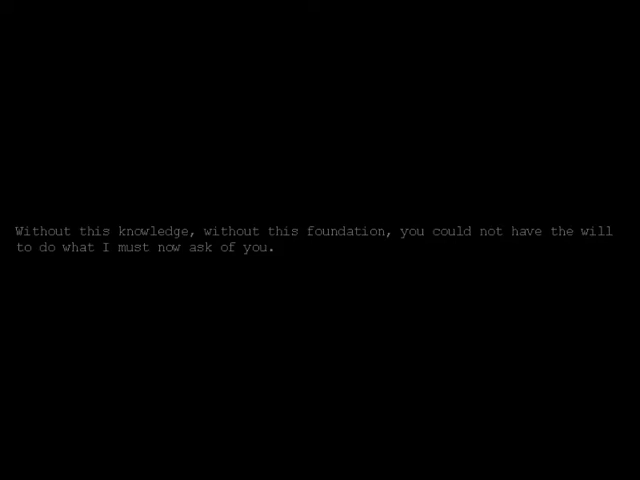 Without this knowledge, without this foundation, you could not have the will
to do what I must now ask of you.